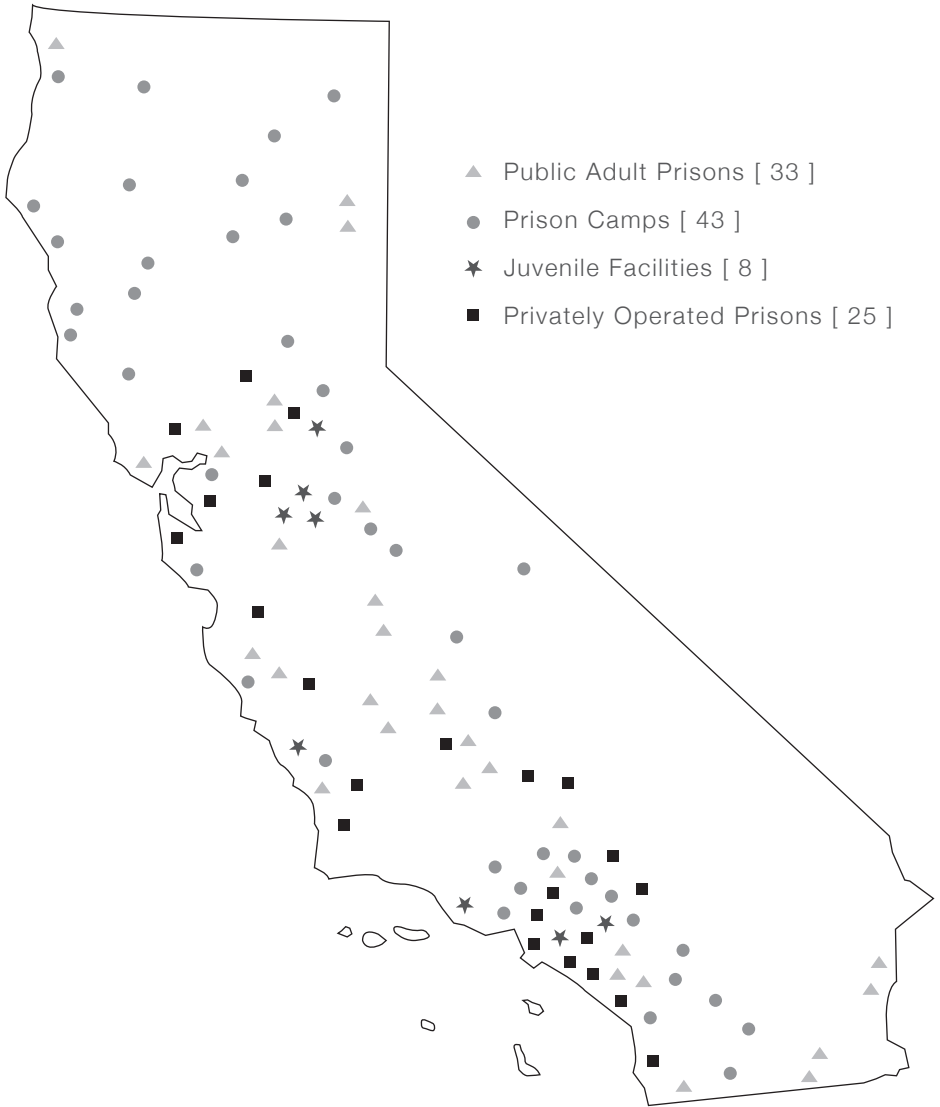 Public Adult Prisons [ 33 ]
Prison Camps [ 43 ]
Juvenile Facilities [ 8 ]
Privately Operated Prisons [ 25 ]